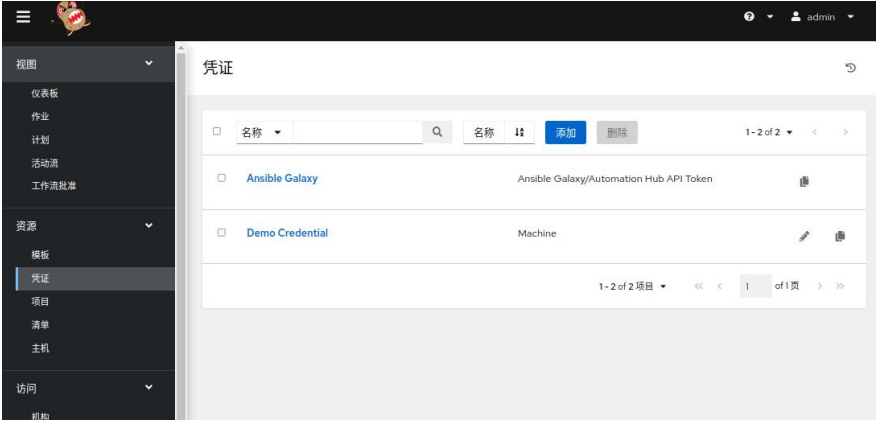 admin
视图
仪表板
作业
计划
活动流
工作流批准
资源
模板
凭证
项目
清单
主机
访问
机构
凭证
名称 名称 添加 删除 1 - 2 of 2
Ansible Galaxy Ansible Galaxy/Automation Hub API Token
Demo Credential Machine
1 - 2 of 2 项目 1 of 1 页